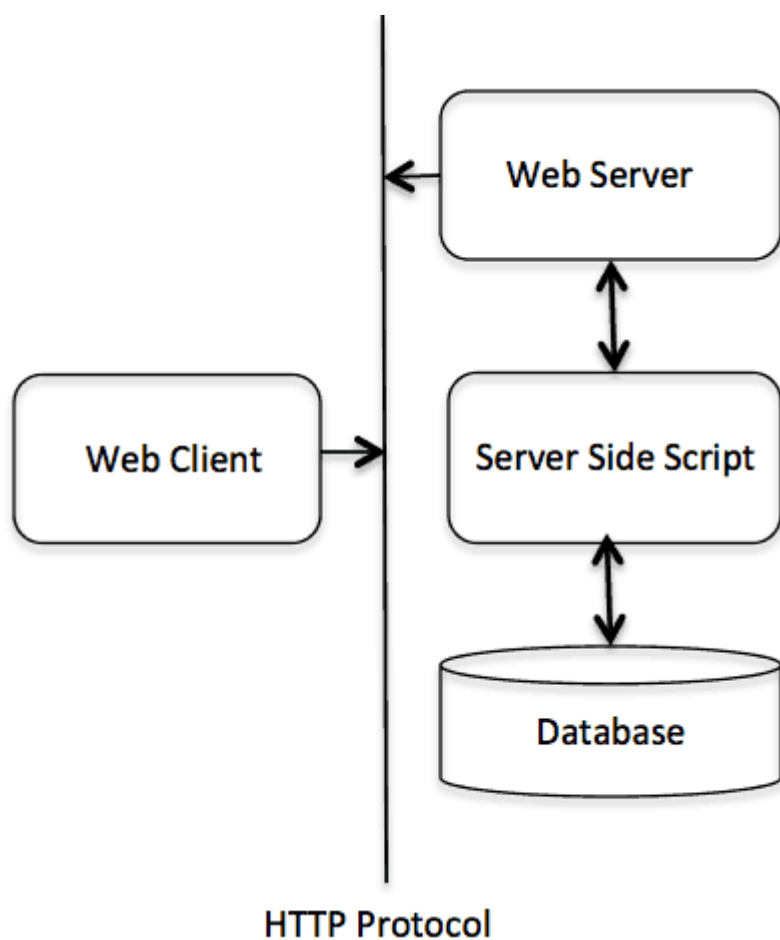 Web Server
Web Client
Server Side Script
Database
HTTP Protocol